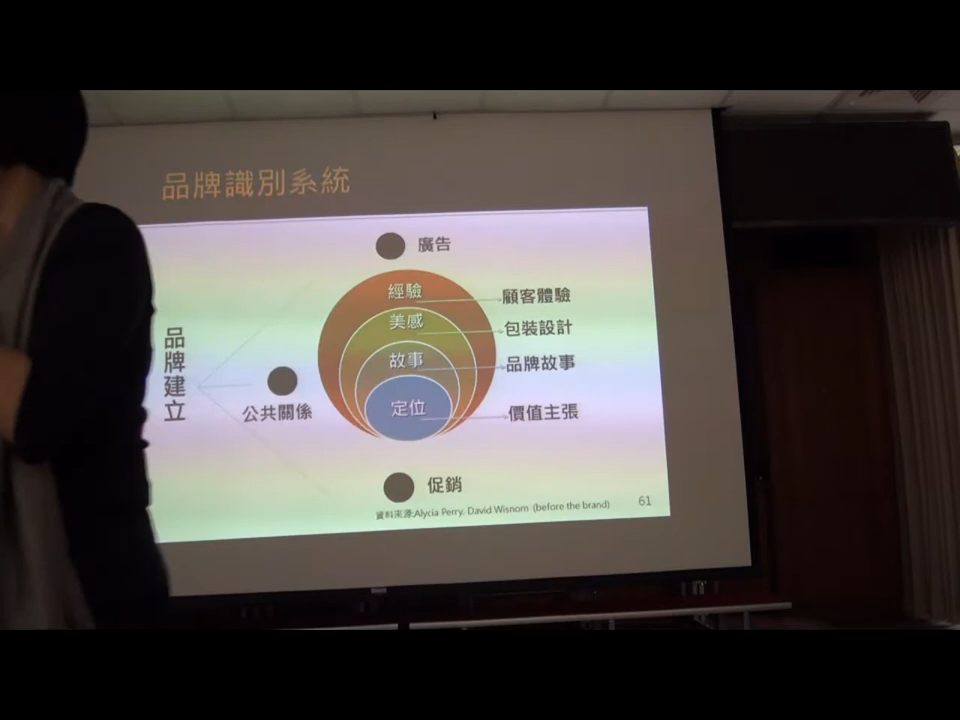 品牌識別系統
廣告
經驗
顧客體驗
美感
包裝設計
故事
品牌故事
品牌建立
公共關係
定位
價值主張
促銷
資料來源:Alycia Perry. David Wisnom (before the brand)
61